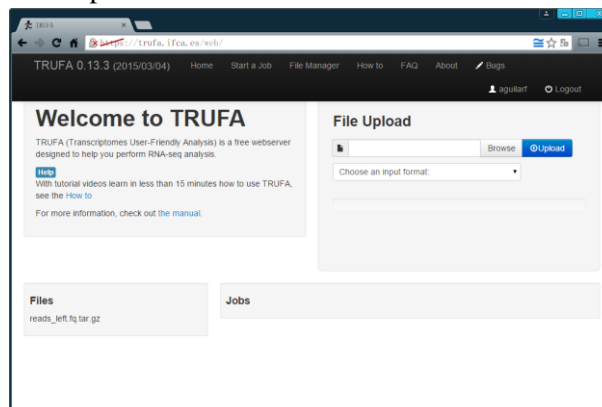 TRUFA
https://trufa.ifca.es/web/
TRUFA 0.13.3 (2015/03/04) Home Start a Job File Manager How to FAQ About Bugs
aguilarf Logout
Welcome to TRUFA
TRUFA (Transcriptomes User-Friendly Analysis) is a free webserver
designed to help you perform RNA-seq analysis.
Help
With tutorial videos learn in less than 15 minutes how to use TRUFA,
see the How to
For more information, check out the manual.
File Upload
Browse Upload
Choose an input format:
Files
reads_left.fq.tar.gz
Jobs